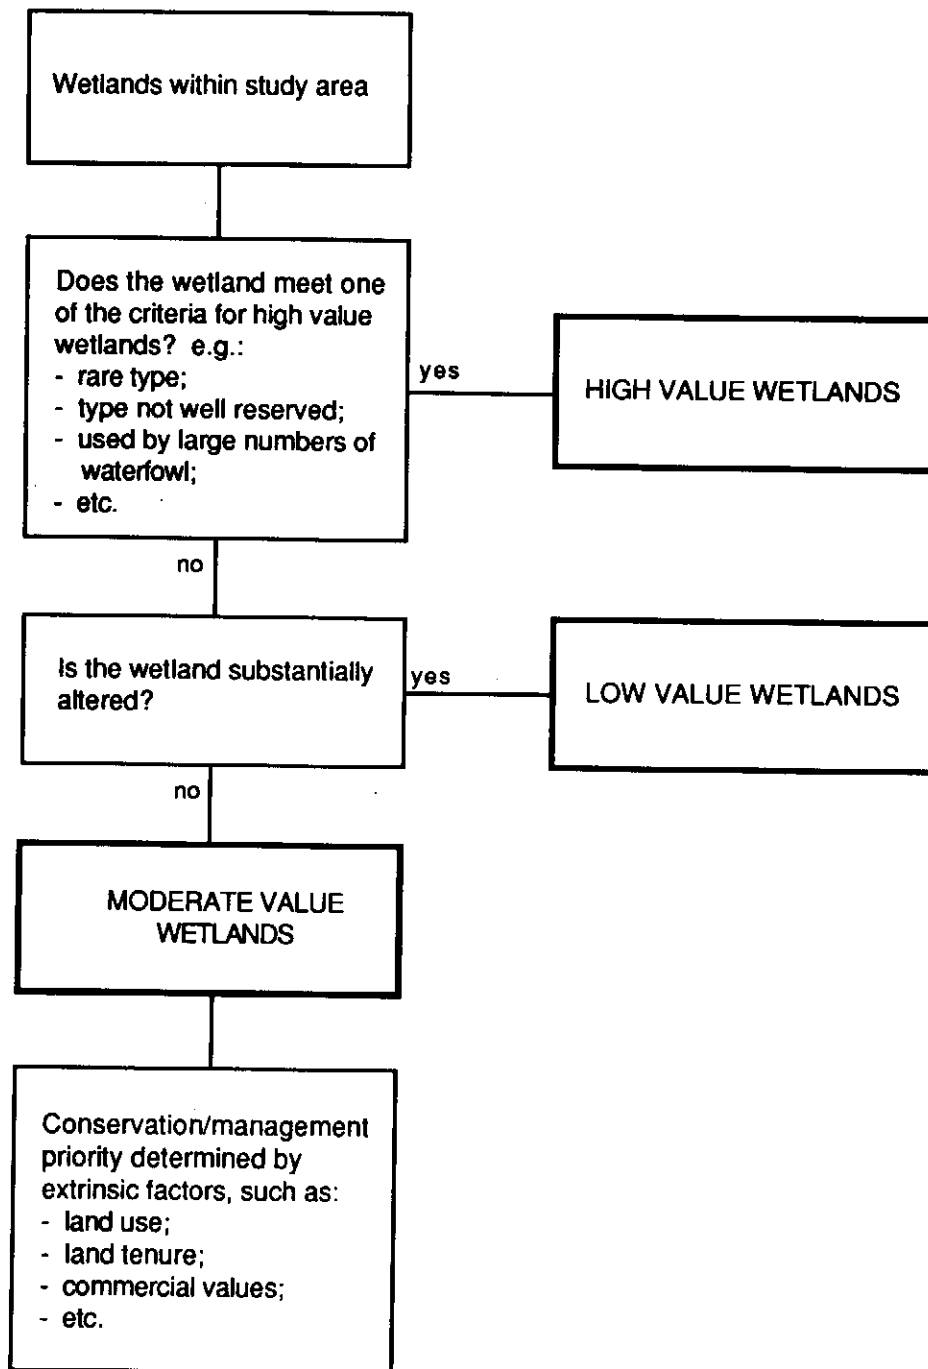 Wetlands within study area
Does the wetland meet one
of the criteria for high value
wetlands? e.g.:
- rare type;
- type not well reserved;
- used by large numbers of
waterfowl;
- etc.
yes
HIGH VALUE WETLANDS
no
Is the wetland substantially
altered?
yes
LOW VALUE WETLANDS
no
MODERATE VALUE
WETLANDS
Conservation/management
priority determined by
extrinsic factors, such as:
- land use;
- land tenure;
- commercial values;
- etc.